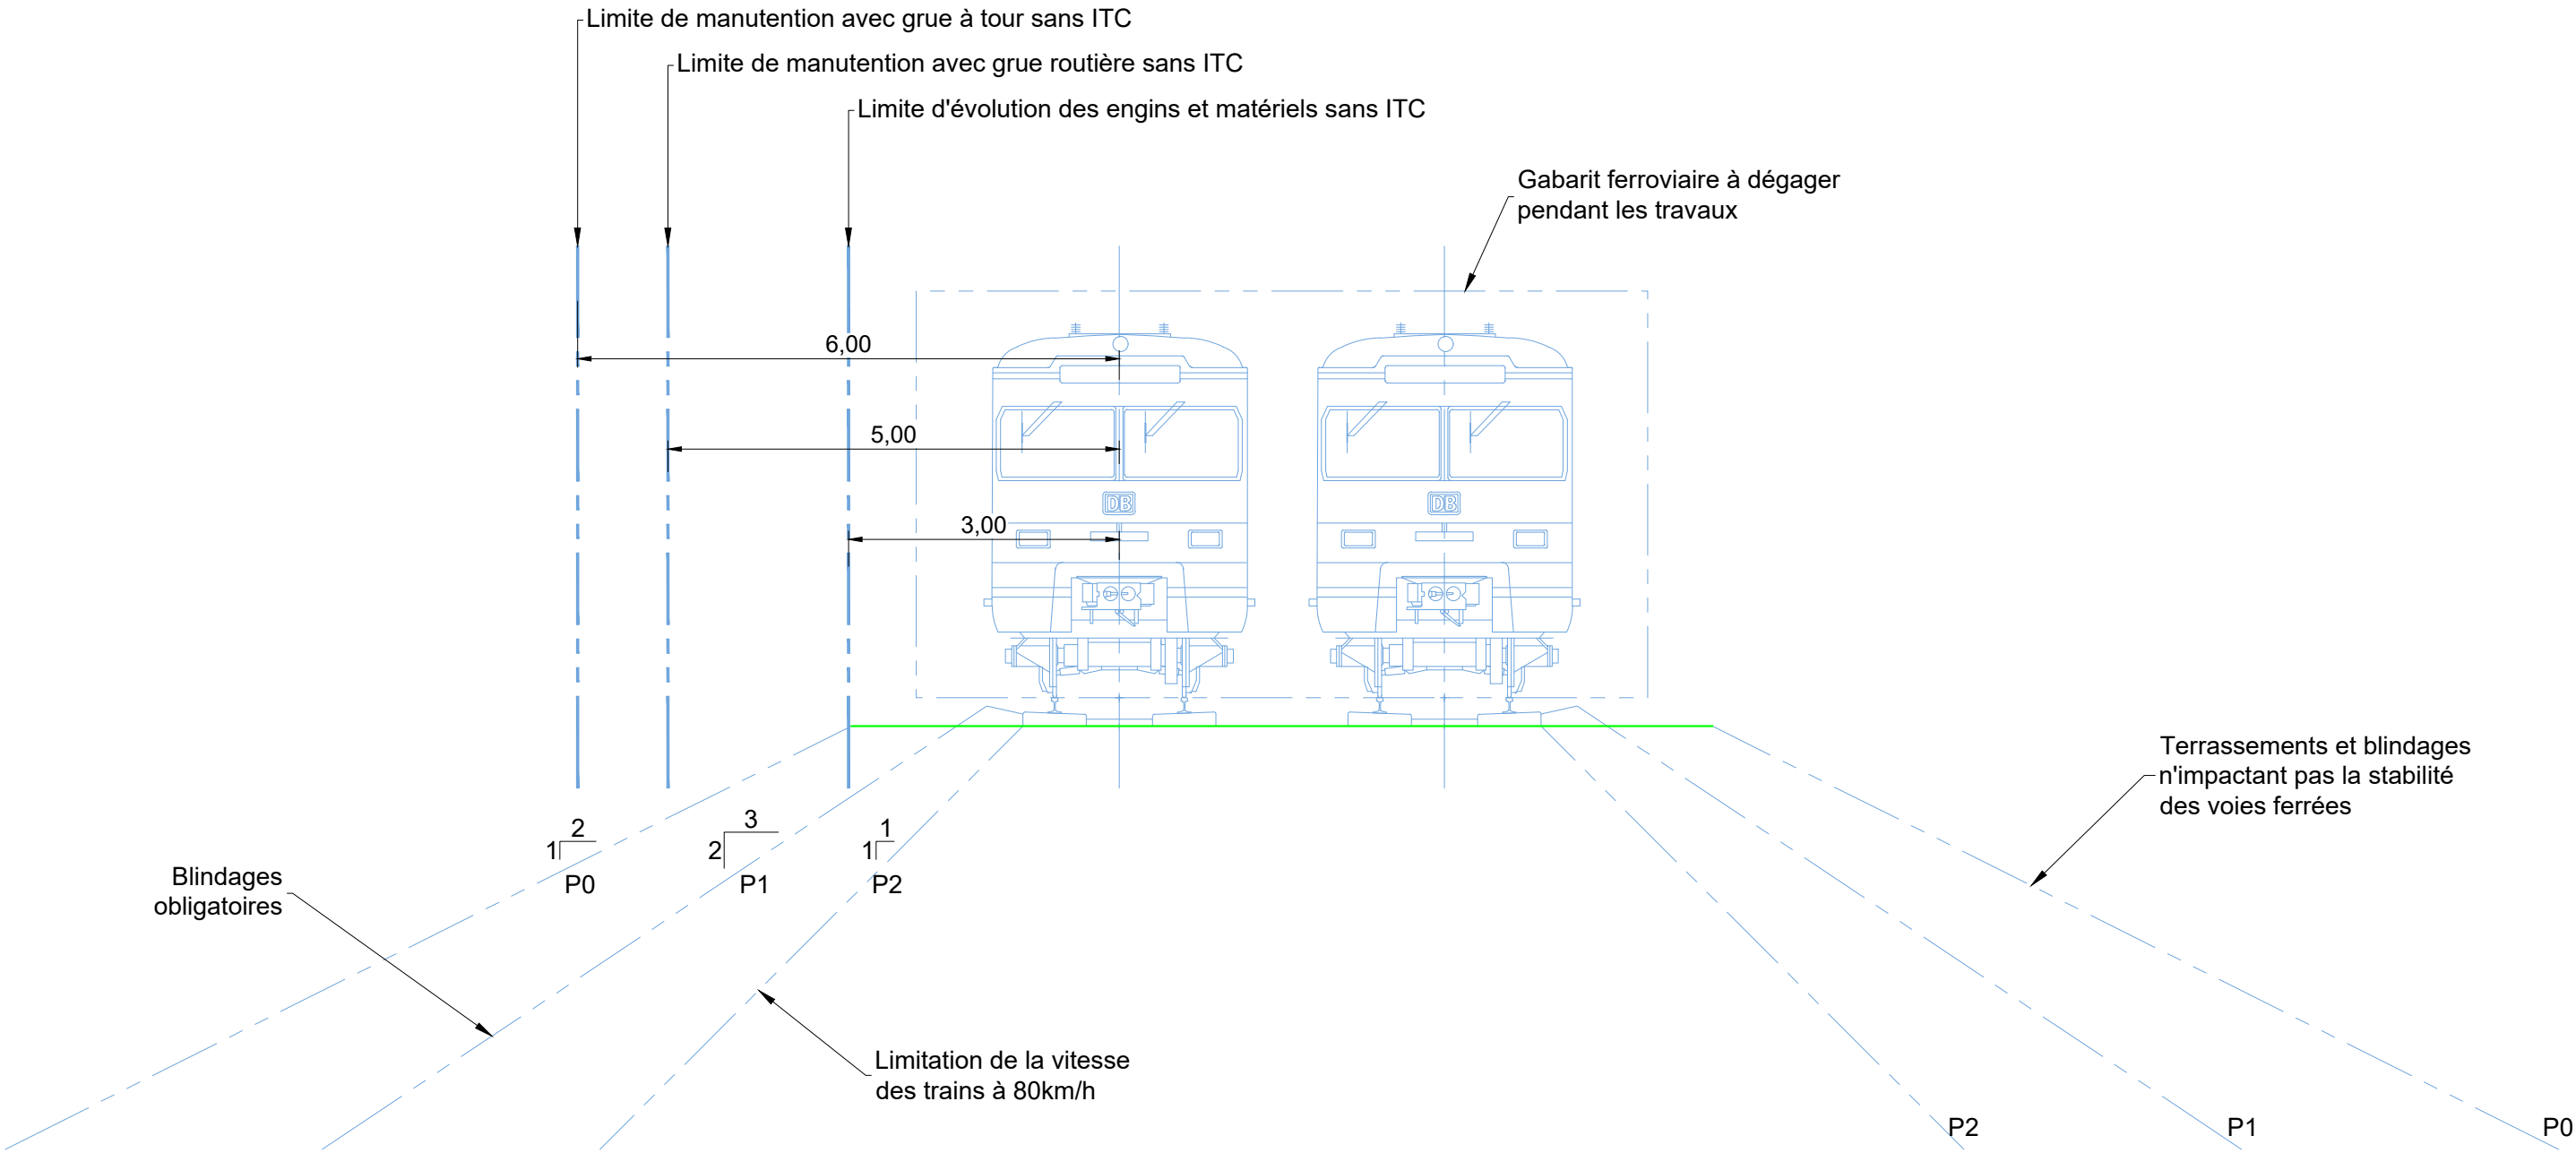 Limite de manutention avec grue à tour sans ITC
Limite de manutention avec grue routière sans ITC
Limite d'évolution des engins et matériels sans ITC
Gabarit ferroviaire à dégager
pendant les travaux
6,00
5,00
3,00
DB
DB
Terrassements et blindages
n'impactant pas la stabilité
des voies ferrées
2
1
P0
3
2
P1
1
1
P2
Blindages
obligatoires
Limitation de la vitesse
des trains à 80km/h
P2
P1
P0